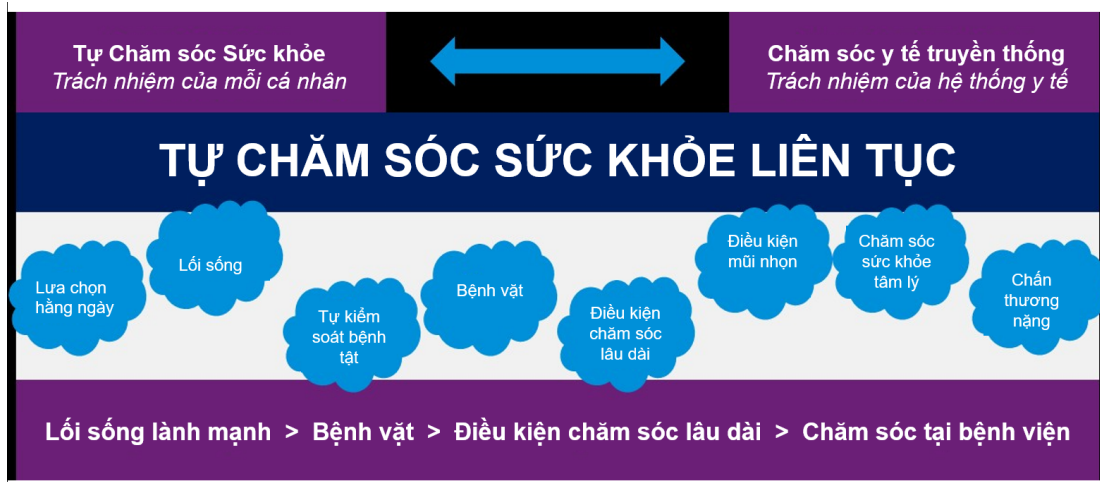 Tự Chăm sóc Sức khỏe
Trách nhiệm của mỗi cá nhân
Chăm sóc y tế truyền thống
Trách nhiệm của hệ thống y tế
TỰ CHĂM SÓC SỨC KHỎE LIÊN TỤC
Lưa chọn
hằng ngày
Lối sống
Tự kiểm
soát bệnh
tật
Bệnh vặt
Điều kiện
chăm sóc
lâu dài
Điều kiện
mũi nhọn
Chăm sóc
sức khỏe
tâm lý
Chấn
thương
nặng
Lối sống lành mạnh > Bệnh vặt > Điều kiện chăm sóc lâu dài > Chăm sóc tại bệnh viện